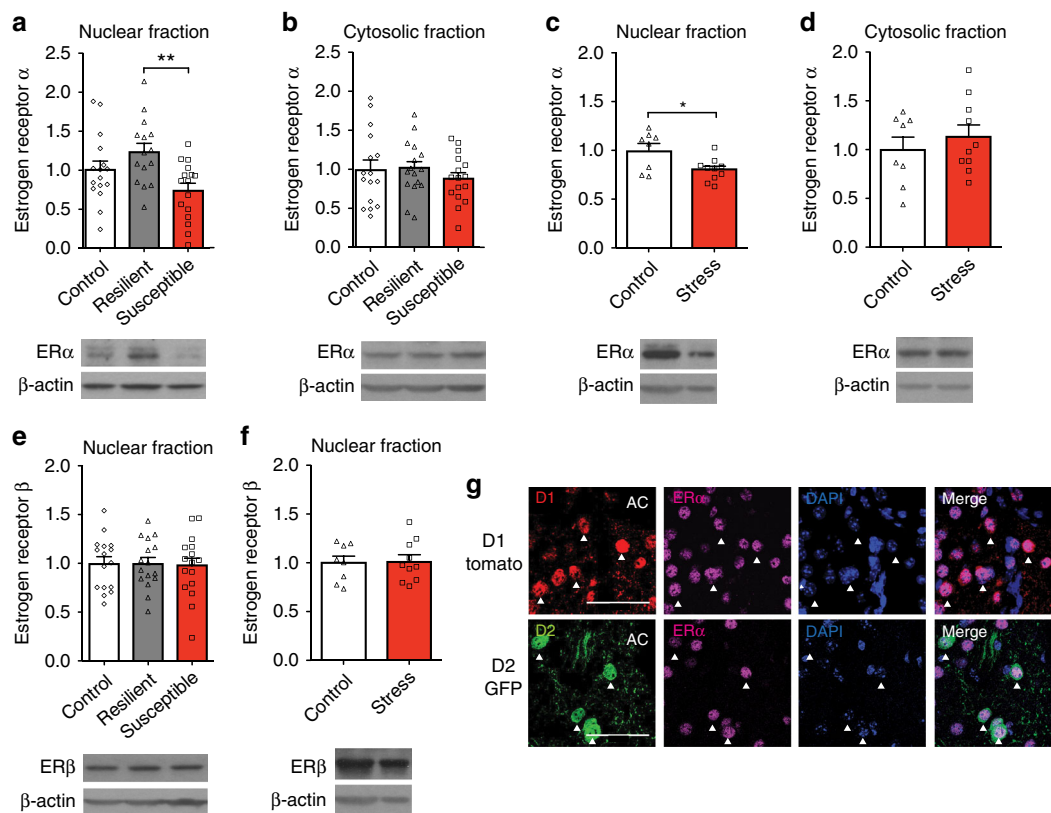 a
Nuclear fraction
Estrogen receptor α
2.5
2.0
1.5
1.0
0.5
0.0
**
Control
Resilient
Susceptible
ERα
β-actin
b
Cytosolic fraction
Estrogen receptor α
2.5
2.0
1.5
1.0
0.5
0.0
Control
Resilient
Susceptible
ERα
β-actin
c
Nuclear fraction
Estrogen receptor α
2.0
1.5
1.0
0.5
0.0
*
Control
Stress
ERα
β-actin
d
Cytosolic fraction
Estrogen receptor α
2.0
1.5
1.0
0.5
0.0
Control
Stress
ERα
β-actin
e
Nuclear fraction
Estrogen receptor β
2.0
1.5
1.0
0.5
0.0
Control
Resilient
Susceptible
ERβ
β-actin
f
Nuclear fraction
Estrogen receptor β
2.0
1.5
1.0
0.5
0.0
Control
Stress
ERβ
β-actin
g
D1 tomato
D1 AC
ERα
DAPI
Merge
D2
GFP
D2 AC
ERα
DAPI
Merge